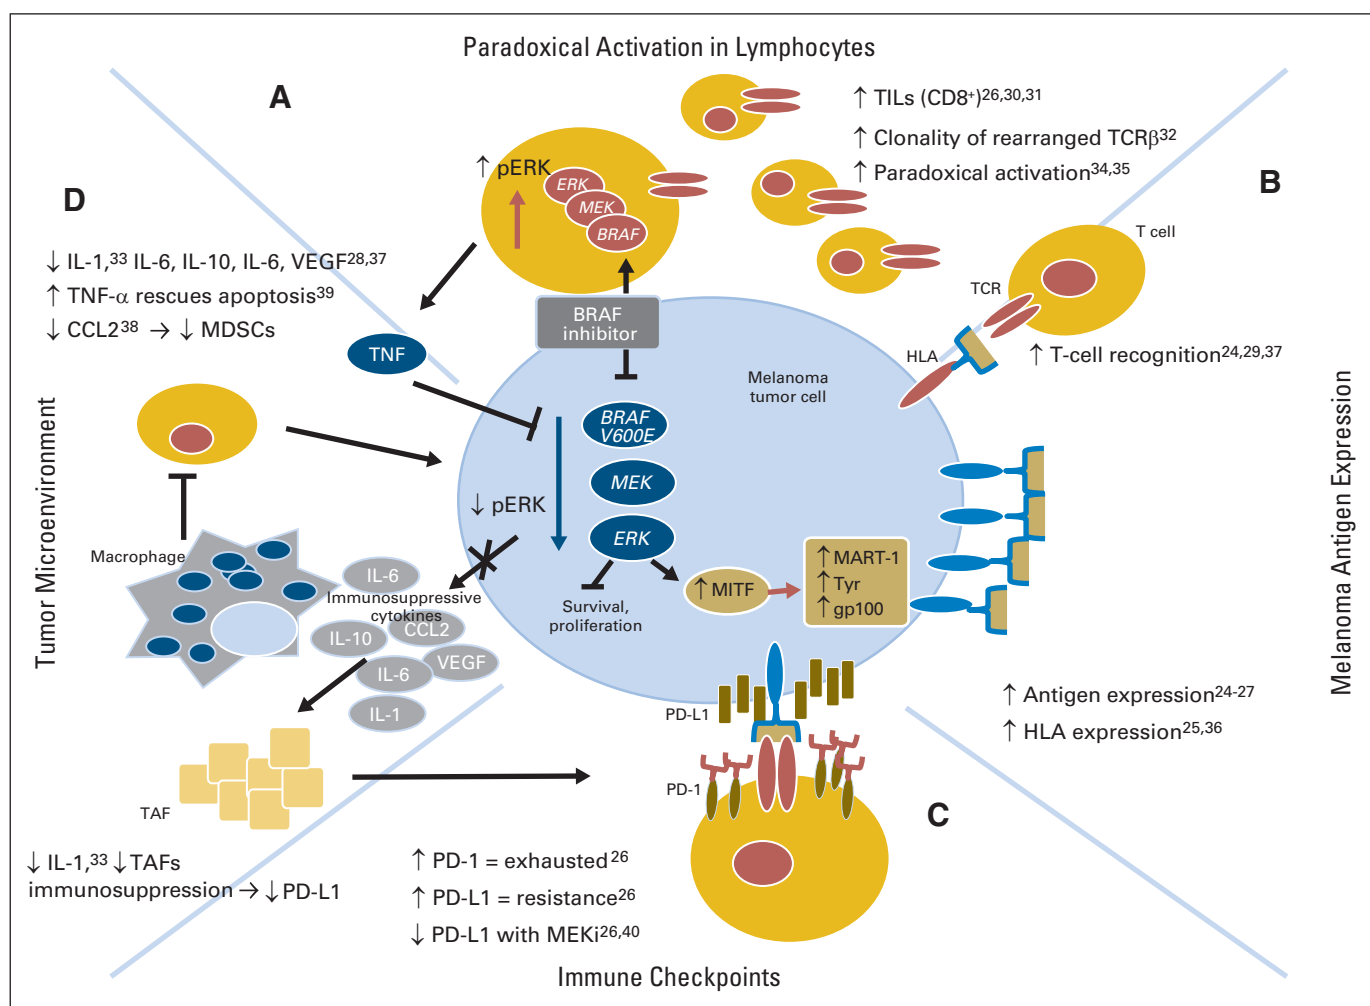 Paradoxical Activation in Lymphocytes
A
↑ TILs (CD8+)26,30,31
↑ Clonality of rearranged TCRβ32
↑ Paradoxical activation34,35
↑ pERK
ERK
MEK
BRAF
B
T cell
TCR
HLA
↑ T-cell recognition24,29,37
D
↓ IL-1,33 IL-6, IL-10, IL-6, VEGF28,37
↑ TNF-α rescues apoptosis39
↓ CCL238 → ↓ MDSCs
TNF
BRAF
inhibitor
Melanoma
tumor cell
BRAF
V600E
MEK
ERK
↓ pERK
Survival,
proliferation
↑ MITF
↑ MART-1
↑ Tyr
↑ gp100
Tumor Microenvironment
Macrophage
IL-6
Immunosuppressive
cytokines
IL-10
CCL2
IL-6
VEGF
IL-1
TAF
↓ IL-1,33 ↓TAFs
immunosuppression → ↓PD-L1
Melanoma Antigen Expression
↑ Antigen expression24-27
↑ HLA expression25,36
PD-L1
PD-1
C
↑ PD-1 = exhausted26
↑ PD-L1 = resistance26
↓ PD-L1 with MEKi26,40
Immune Checkpoints